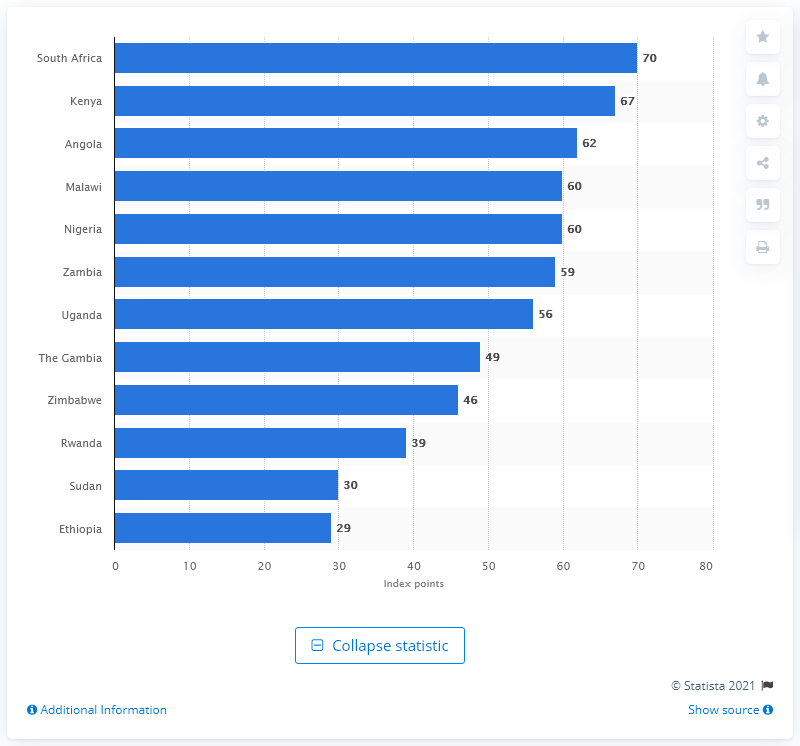 South Africa 70
Kenya 67
Angola 62
Malawi 60
Nigeria 60
Zambia 59
Uganda 56
The Gambia 49
Zimbabwe 46
Rwanda 39
Sudan 30
Ethiopia 29
0 10 20 30 40 50 60 70 80
Index points
Collapse statistic
© Statista 2021
Additional Information
Show source